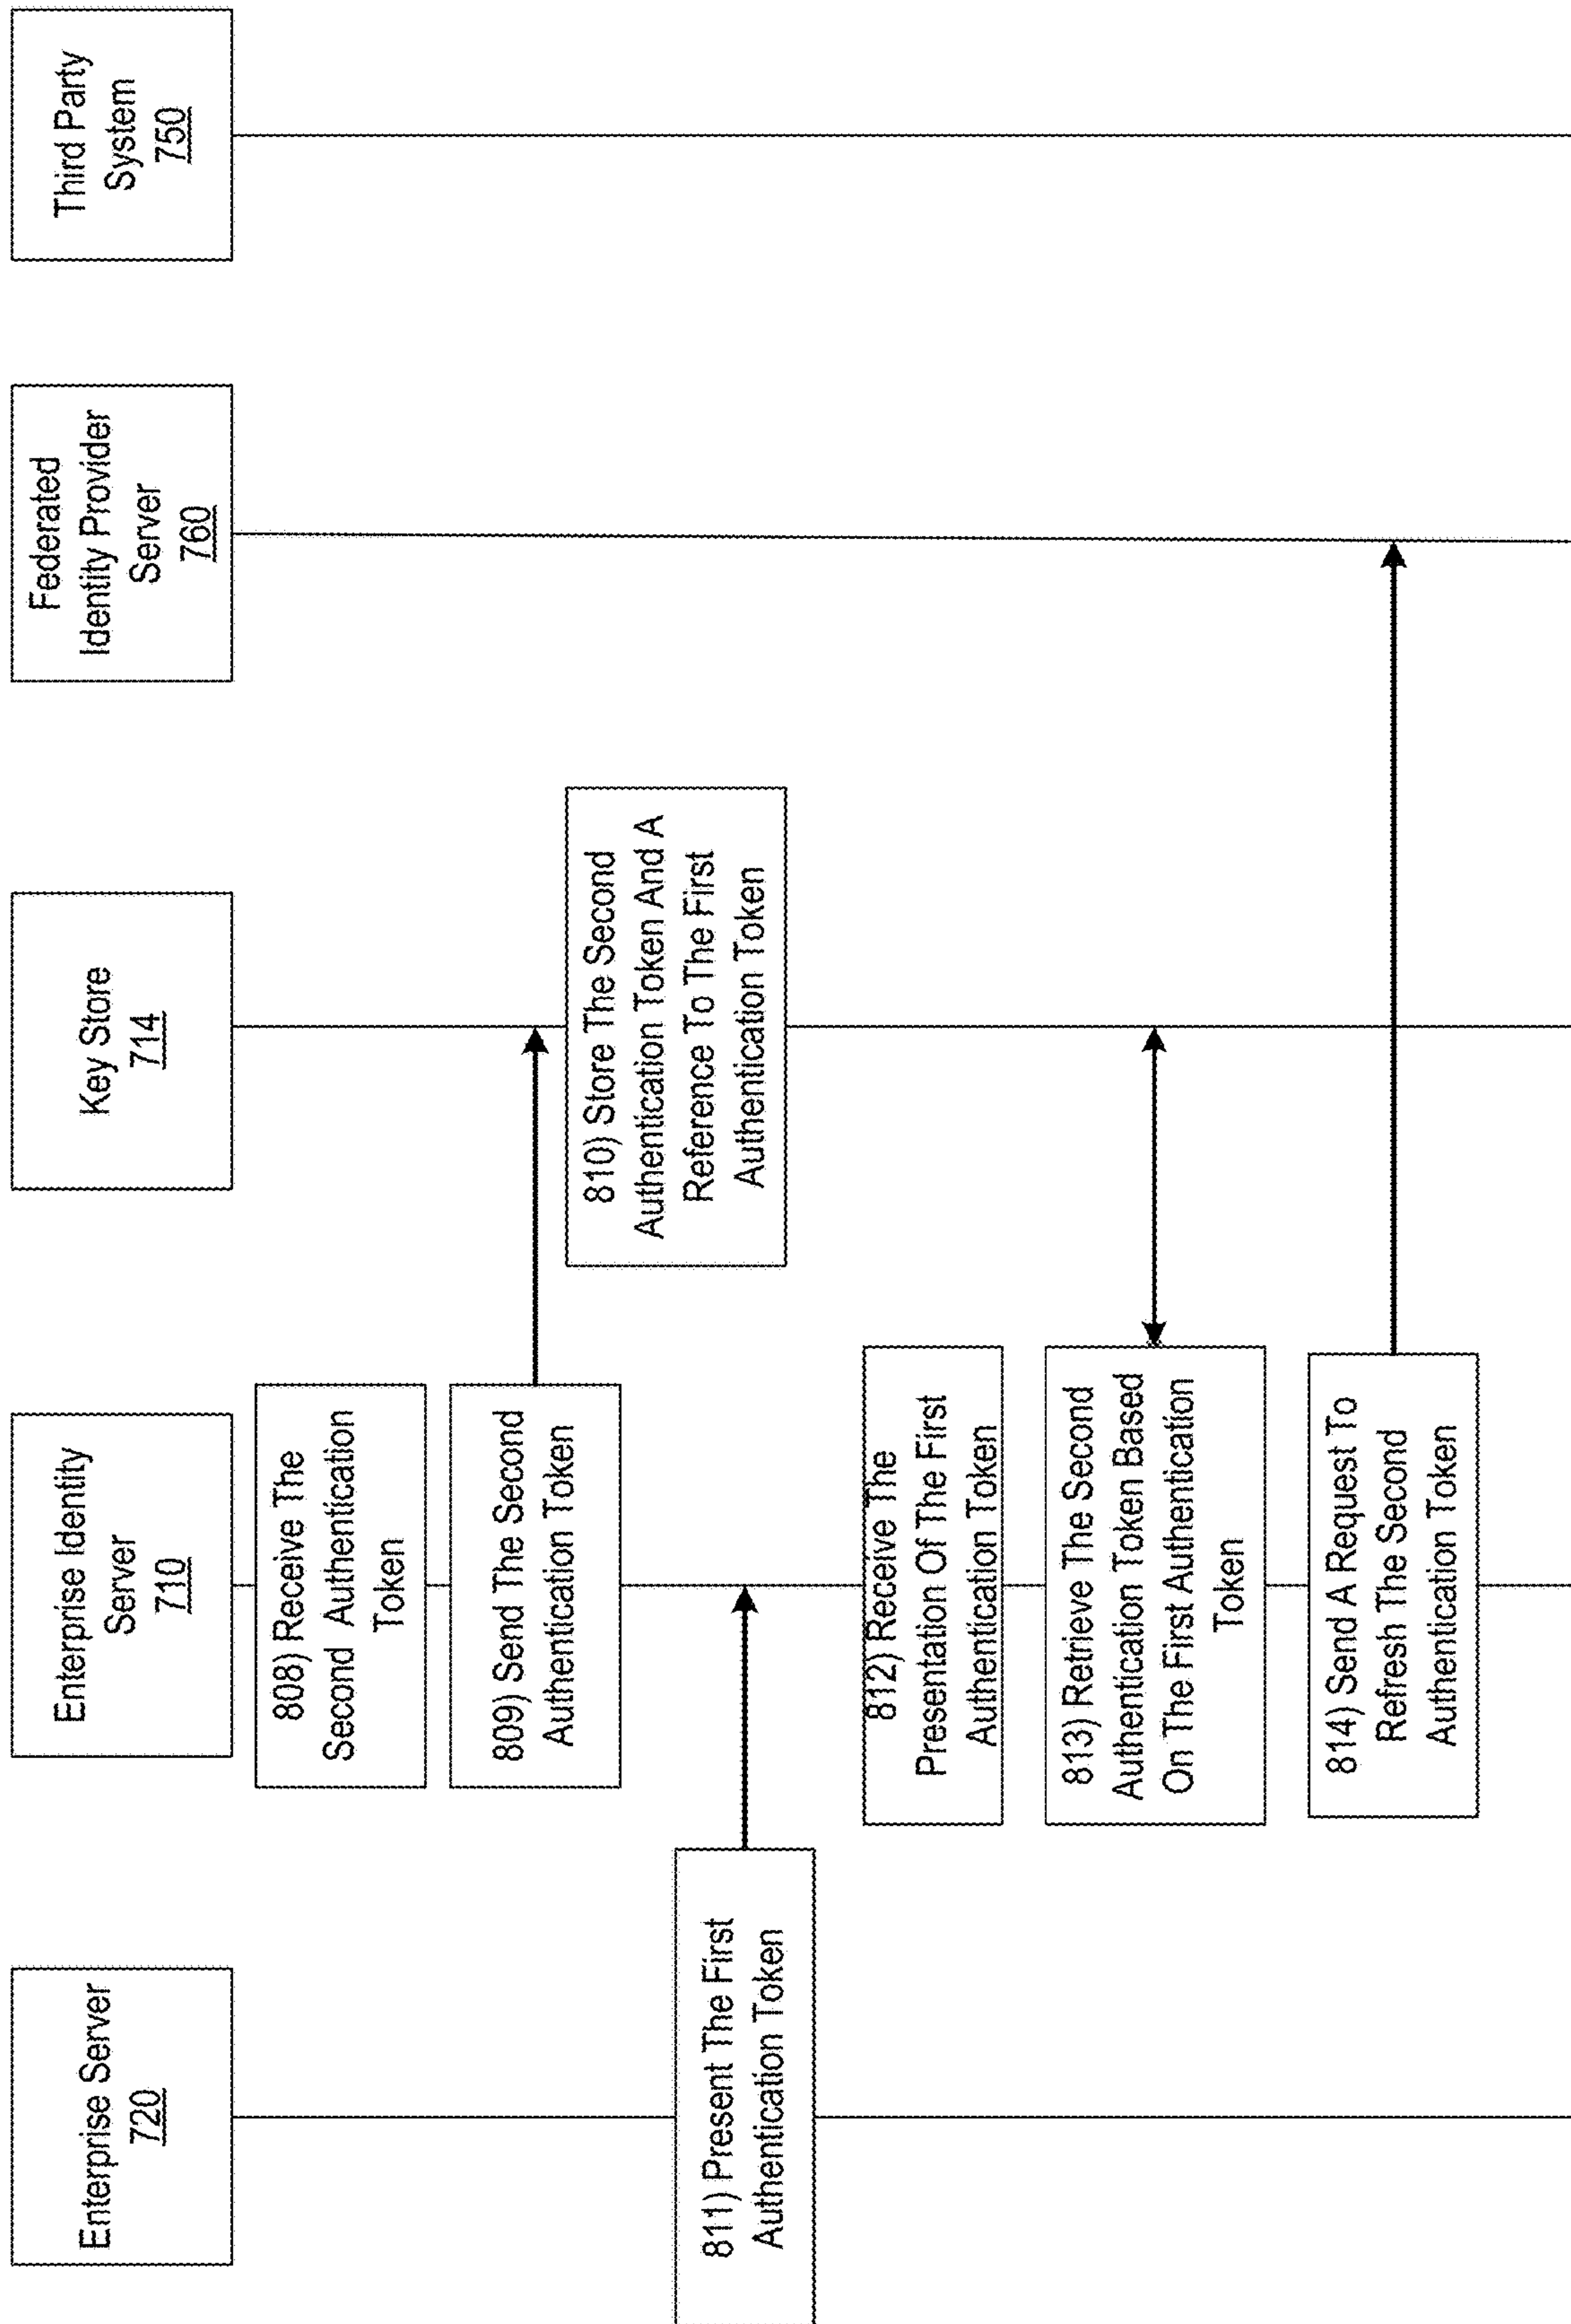 Enterprise Server
720
Enterprise Identity
Server
710
Key Store
714
Federated
Identity Provider
Server
760
Third Party
System
750
808) Receive The
Second Authentication
Token
809) Send The Second
Authentication Token
810) Store The Second
Authentication Token And A
Reference To The First
Authentication Token
811) Present The First
Authentication Token
812) Receive The
Presentation Of The First
Authentication Token
813) Retrieve The Second
Authentication Token Based
On The First Authentication
Token
814) Send A Request To
Refresh The Second
Authentication Token